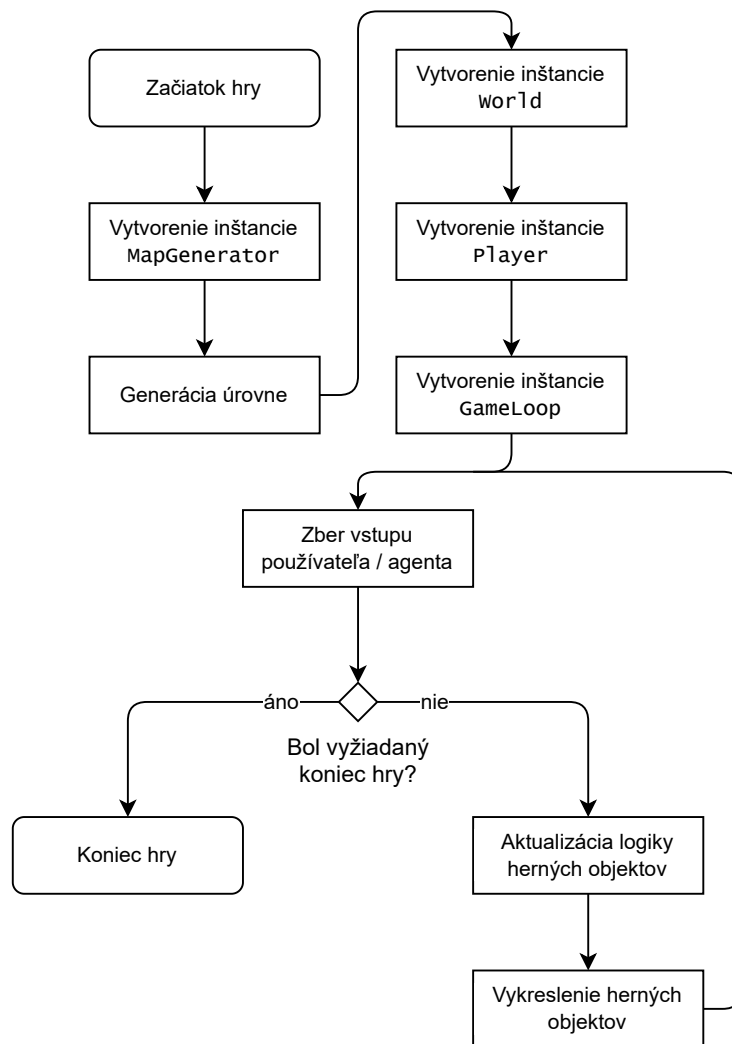 Začiatok hry
Vytvorenie inštancie
MapGenerator
Generácia úrovne
Vytvorenie inštancie
World
Vytvorenie inštancie
Player
Vytvorenie inštancie
GameLoop
Zber vstupu
používateľa / agenta
áno
nie
Bol vyžiadaný
koniec hry?
Koniec hry
Aktualizácia logiky
herných objektov
Vykreslenie herných
objektov